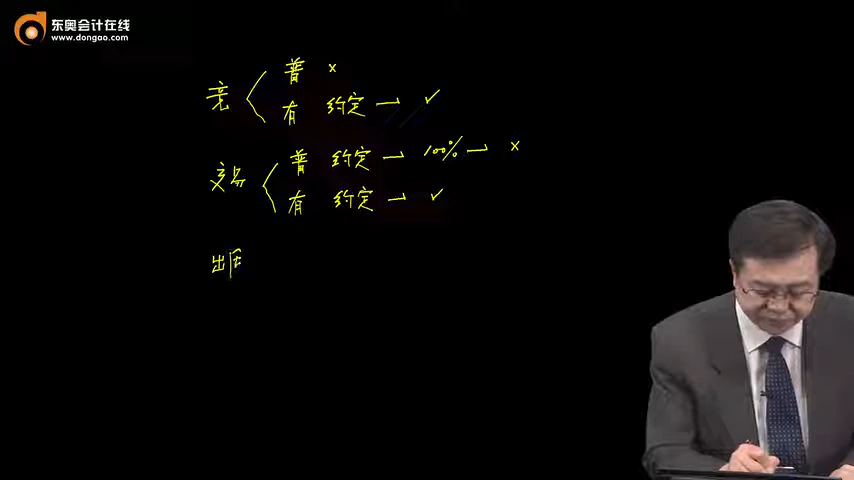 东奥会计在线
www.dongao.com
普 ×
竞
有 约定 → ✓
普 约定 → 100% → ×
交易
有 约定 → ✓
出